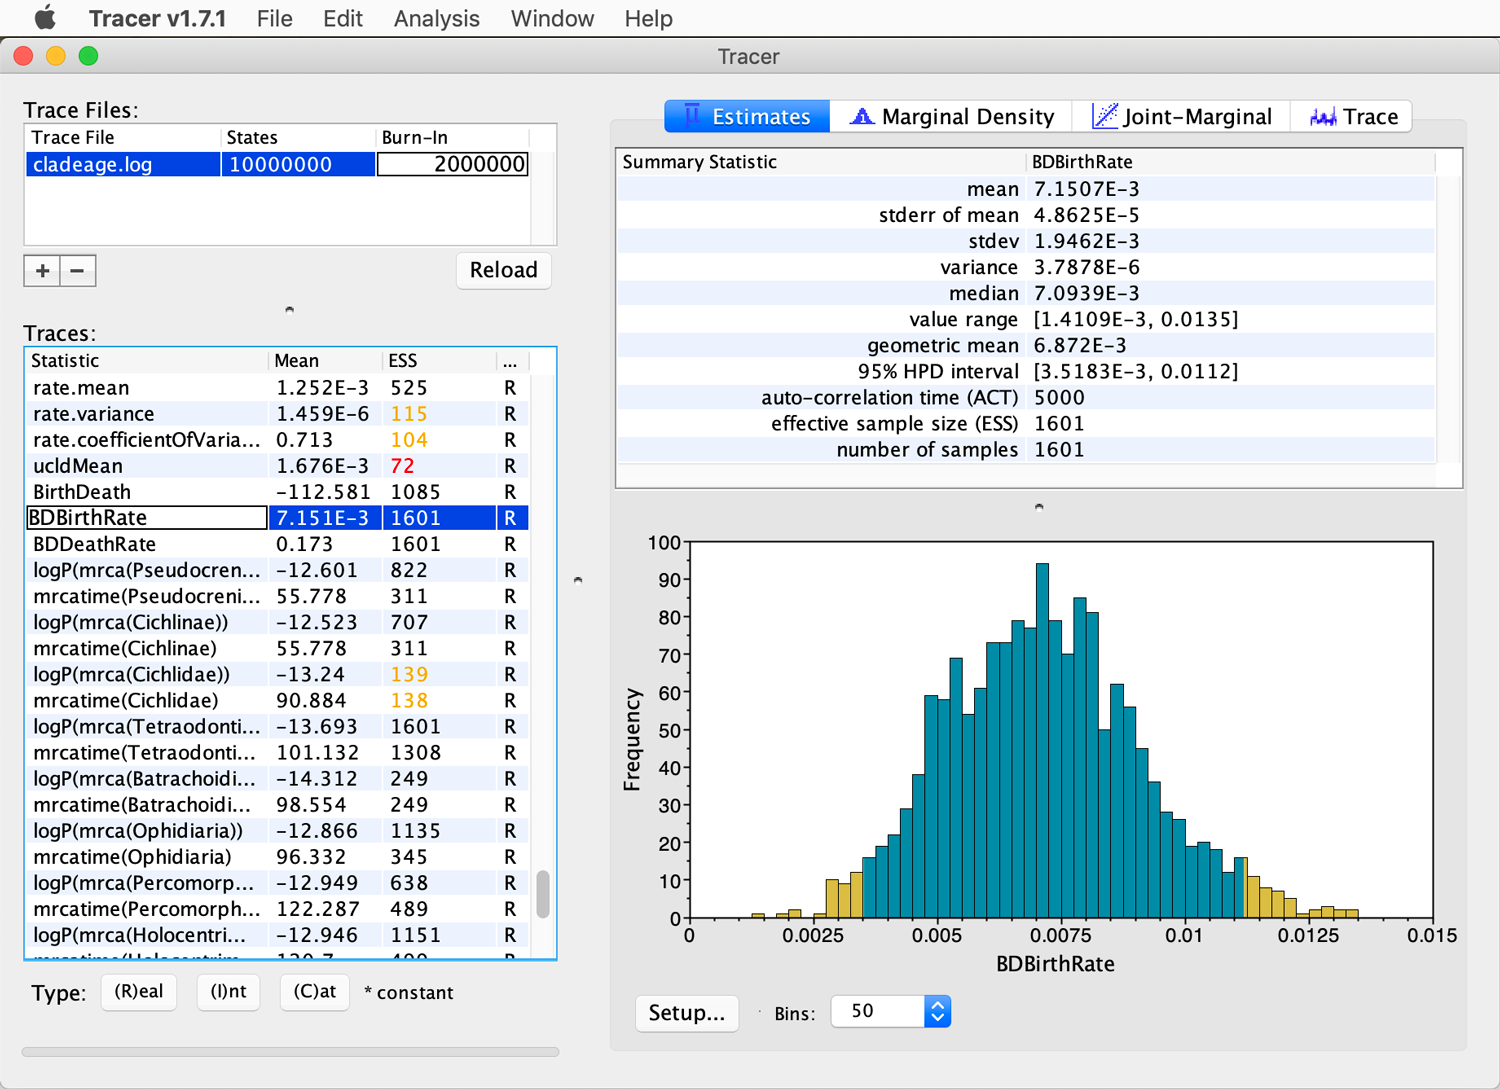 Tracer v1.7.1 File Edit Analysis Window Help
Tracer
Trace Files:
Trace File States Burn-In
cladeage.log 10000000 2000000
+ −
Reload
Traces:
Statistic Mean ESS ...
rate.mean 1.252E-3 525 R
rate.variance 1.459E-6 115 R
rate.coefficientOfVaria... 0.713 104 R
ucldMean 1.676E-3 72 R
BirthDeath -112.581 1085 R
BDBirthRate 7.151E-3 1601 R
BDDeathRate 0.173 1601 R
logP(mrca(Pseudocren... -12.601 822 R
mrcatime(Pseudocreni... 55.778 311 R
logP(mrca(Cichlinae)) -12.523 707 R
mrcatime(Cichlinae) 55.778 311 R
logP(mrca(Cichlidae)) -13.24 139 R
mrcatime(Cichlidae) 90.884 138 R
logP(mrca(Tetraodonti... -13.693 1601 R
mrcatime(Tetraodonti... 101.132 1308 R
logP(mrca(Batrachoidi... -14.312 249 R
mrcatime(Batrachoidi... 98.554 249 R
logP(mrca(Ophidiaria)) -12.866 1135 R
mrcatime(Ophidiaria) 96.332 345 R
logP(mrca(Percomorp... -12.949 638 R
mrcatime(Percomorph... 122.287 489 R
logP(mrca(Holocentri... -12.946 1151 R
Type: (R)eal (I)nt (C)at * constant
Estimates Marginal Density Joint-Marginal Trace
Summary Statistic BDBirthRate
mean 7.1507E-3
stderr of mean 4.8625E-5
stdev 1.9462E-3
variance 3.7878E-6
median 7.0939E-3
value range [1.4109E-3, 0.0135]
geometric mean 6.872E-3
95% HPD interval [3.5183E-3, 0.0112]
auto-correlation time (ACT) 5000
effective sample size (ESS) 1601
number of samples 1601
100
90
80
70
60
50
40
30
20
10
0
Frequency
0 0.0025 0.005 0.0075 0.01 0.0125 0.015
BDBirthRate
Setup... Bins: 50